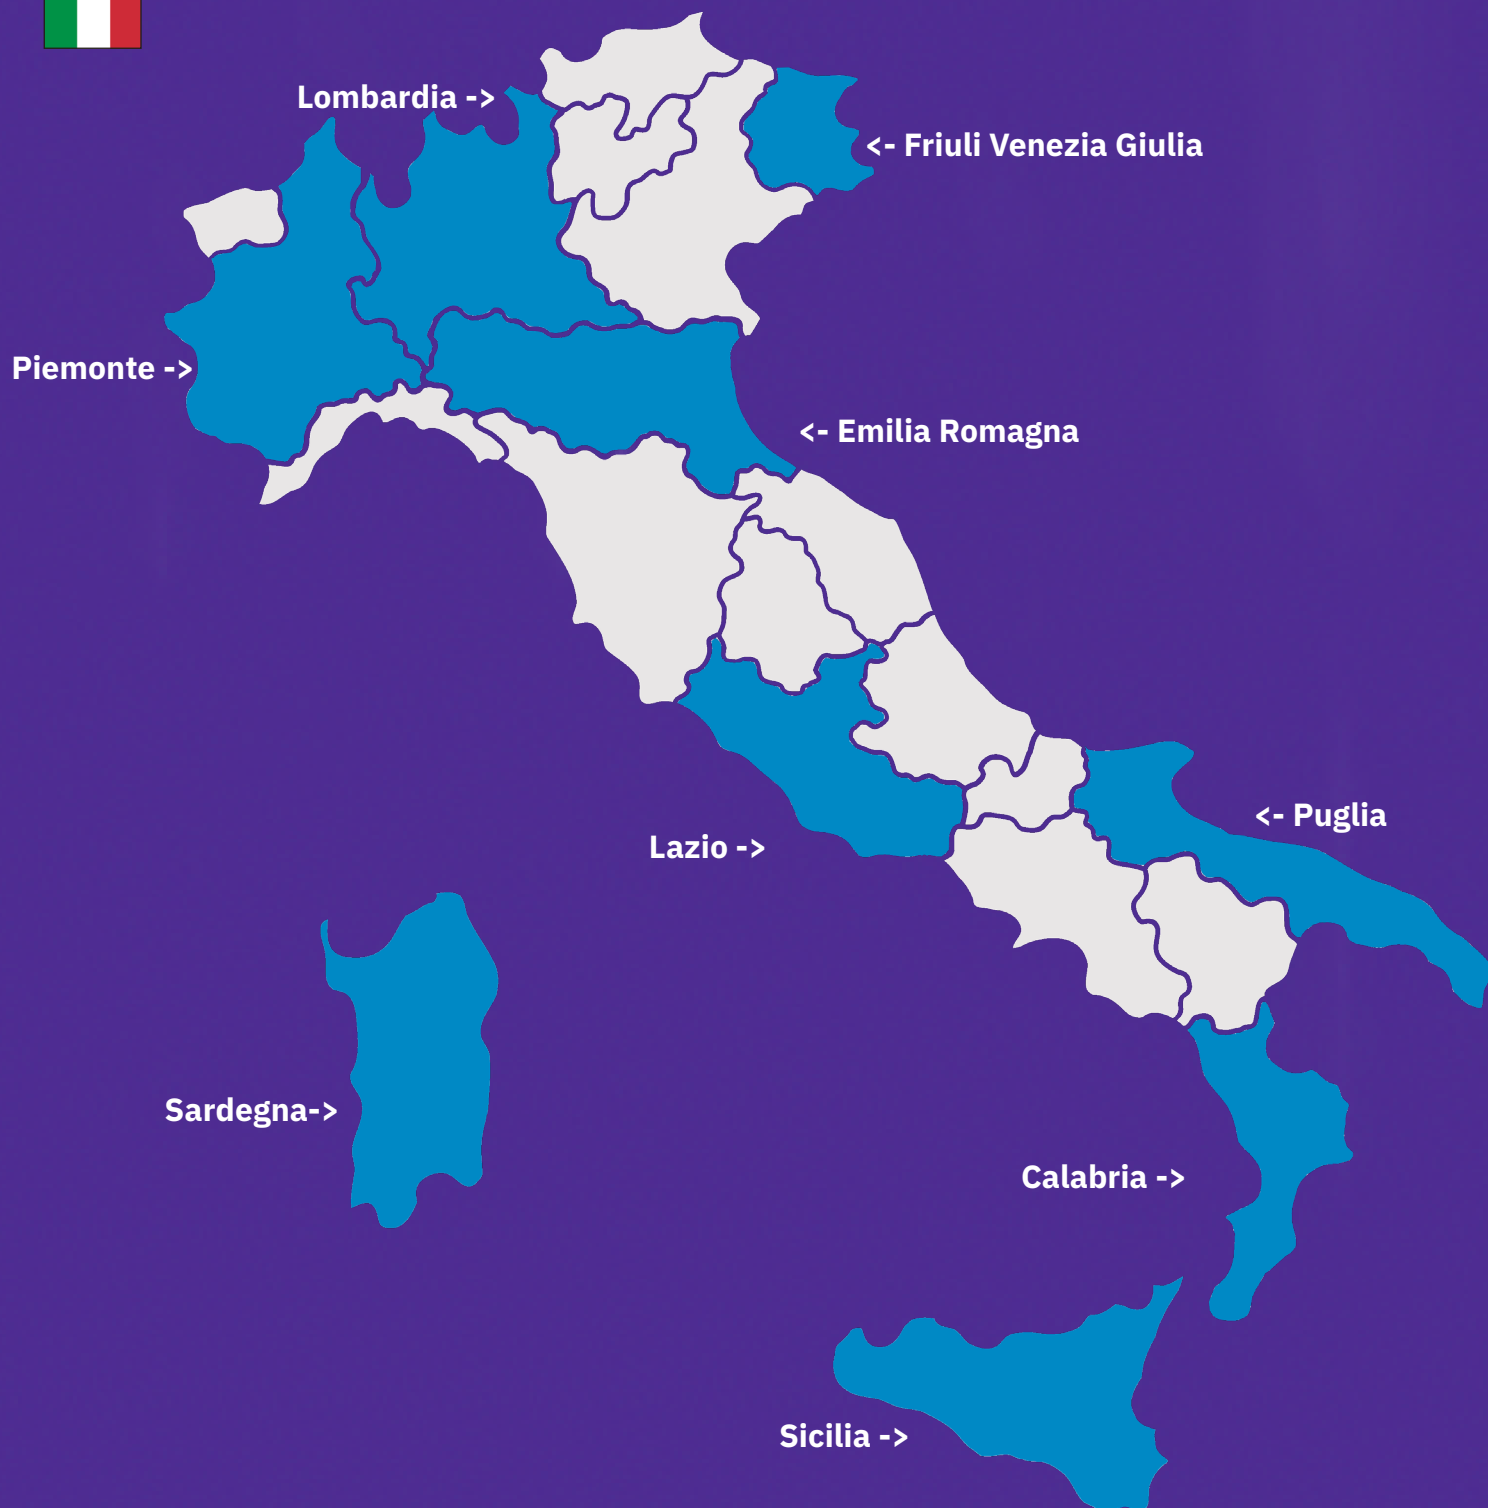 Lombardia ->
<- Friuli Venezia Giulia
Piemonte ->
<- Emilia Romagna
<- Puglia
Lazio ->
Sardegna->
Calabria ->
Sicilia ->